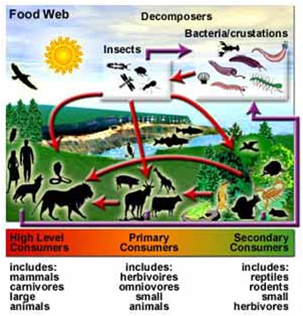 Food Web
Decomposers
Bacteria/crustations
Insects
High Level
Consumers
Primary
Consumers
Secondary
Consumers
includes:
mammals
carnivores
large
animals
includes:
herbivoires
omniovores
small
animals
includes:
reptiles
rodents
small
herbivores